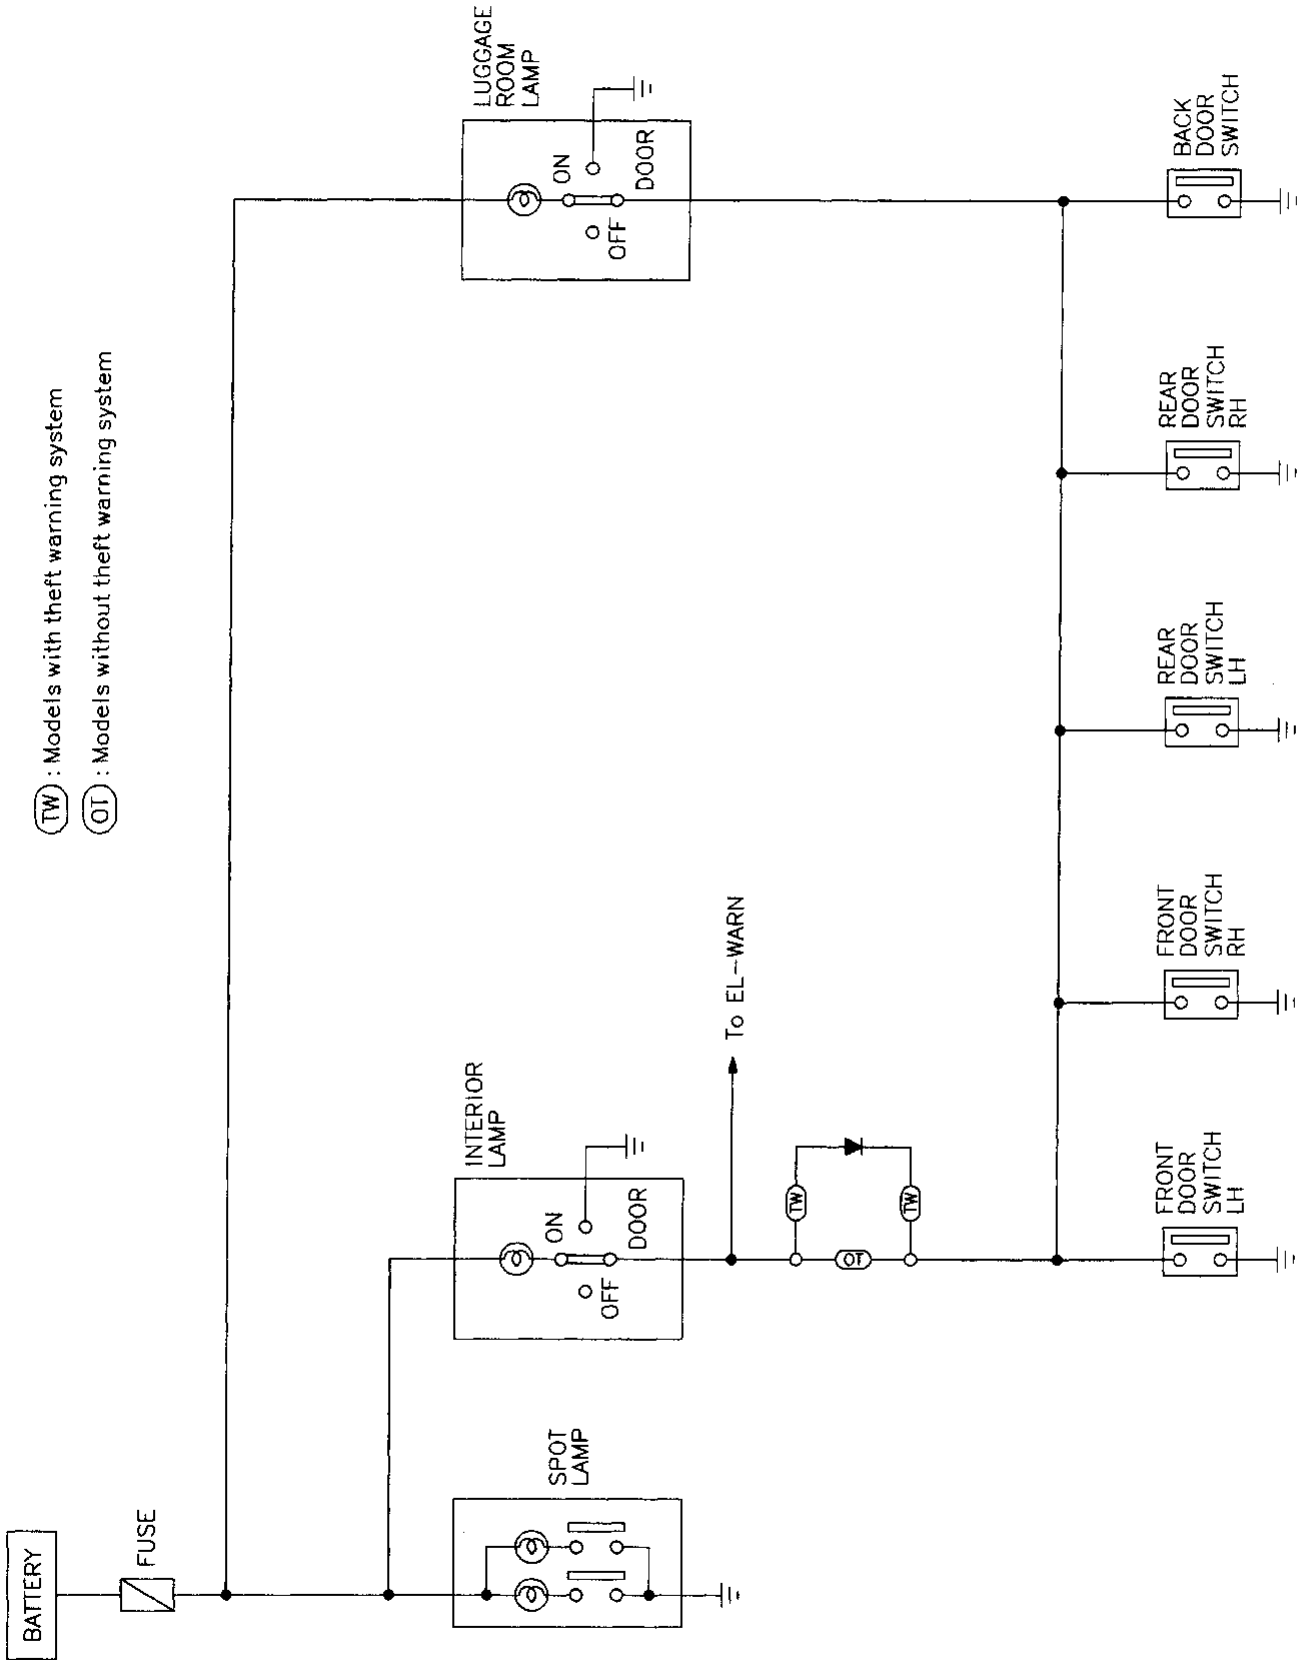 BATTERY
FUSE
SPOT
LAMP
INTERIOR
LAMP
ON
OFF
DOOR
LUGGAGE
ROOM
LAMP
ON
OFF
DOOR
TW : Models with theft warning system
OT : Models without theft warning system
To EL-WARN
TW
OT
TW
FRONT
DOOR
SWITCH
LH
FRONT
DOOR
SWITCH
RH
REAR
DOOR
SWITCH
LH
REAR
DOOR
SWITCH
RH
BACK
DOOR
SWITCH